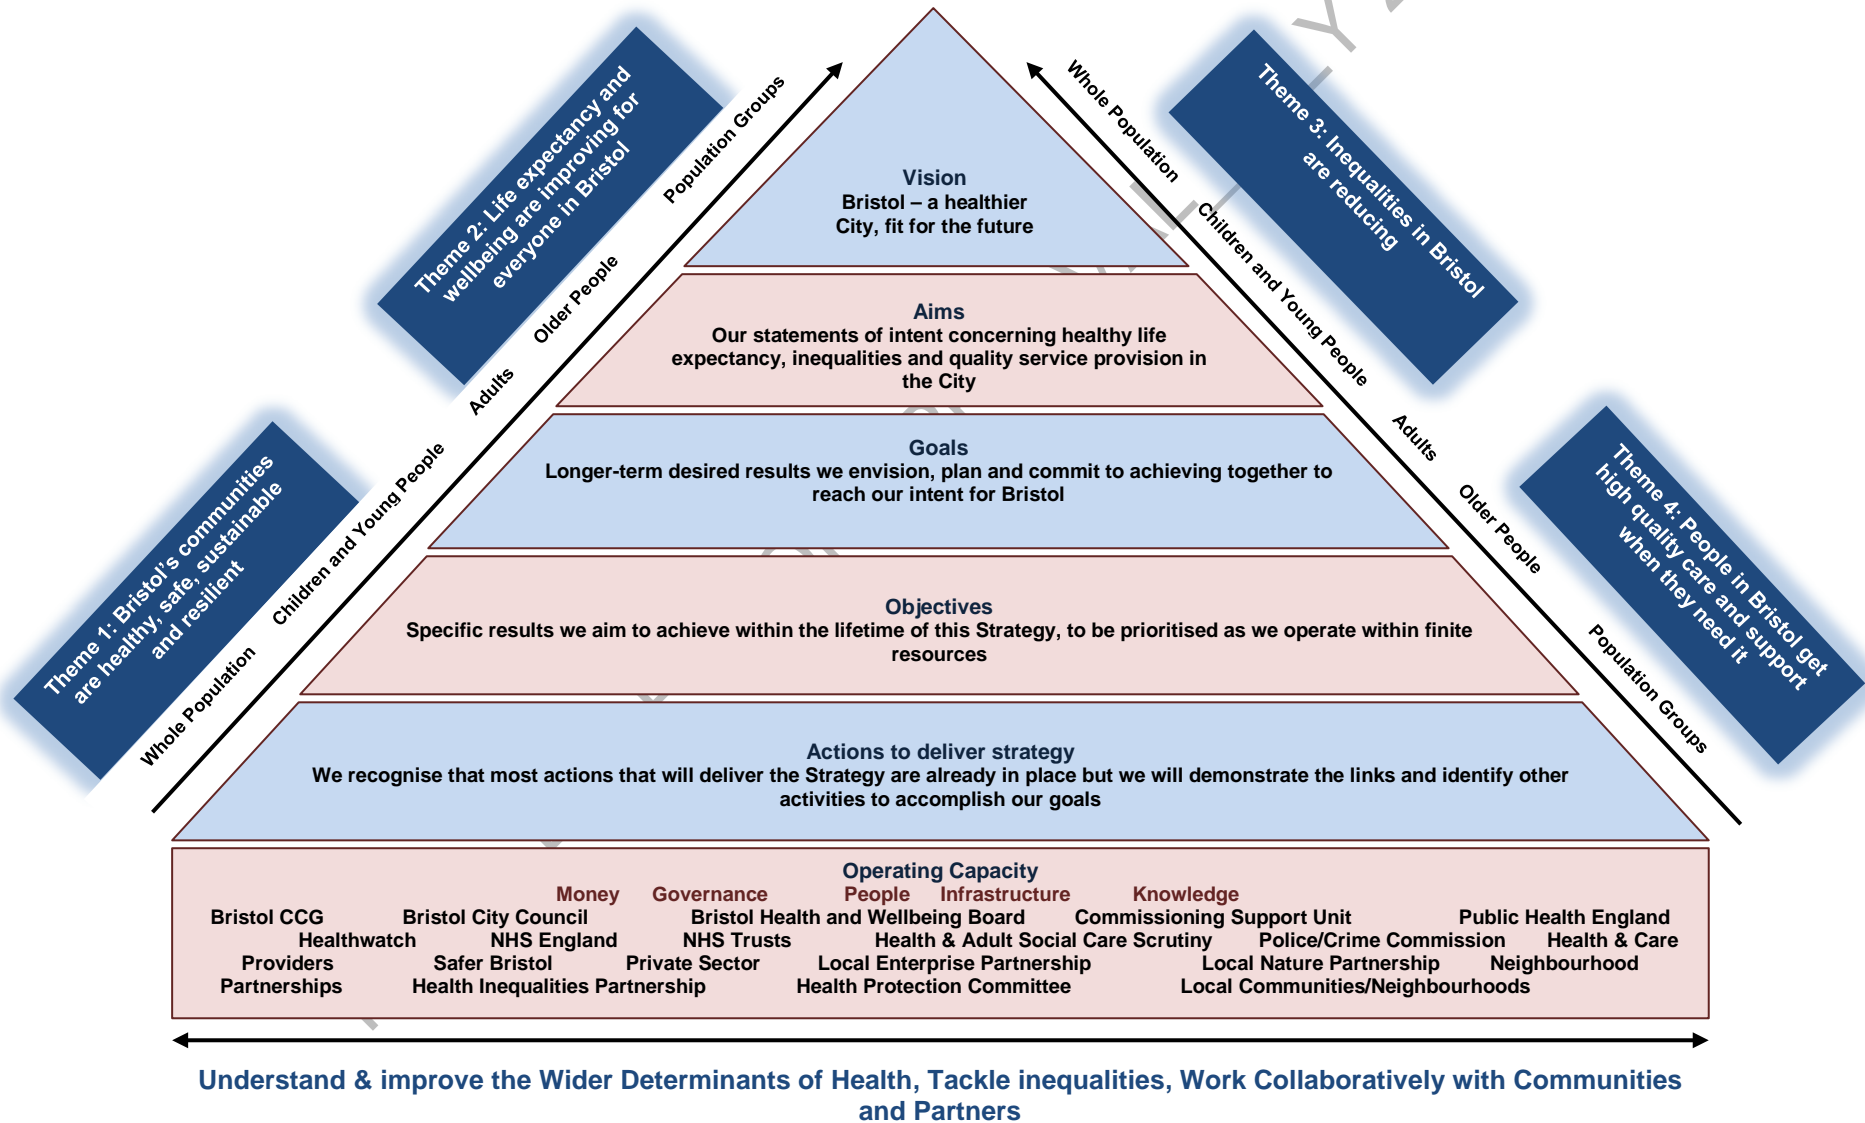 Theme 2: Life expectancy and
wellbeing are improving for
everyone in Bristol
Theme 1: Bristol's communities
are healthy, safe, sustainable
and resilient
Whole Population
Children and Young People
Adults
Older People
Population Groups
Vision
Bristol – a healthier
City, fit for the future
Aims
Our statements of intent concerning healthy life
expectancy, inequalities and quality service provision in
the City
Goals
Longer-term desired results we envision, plan and commit to achieving together to
reach our intent for Bristol
Objectives
Specific results we aim to achieve within the lifetime of this Strategy, to be prioritised as we operate within finite
resources
Actions to deliver strategy
We recognise that most actions that will deliver the Strategy are already in place but we will demonstrate the links and identify other
activities to accomplish our goals
Whole Population
Children and Young People
Adults
Older People
Population Groups
Theme 3: Inequalities in Bristol
are reducing
Theme 4: People in Bristol get
high quality care and support
when they need it
Operating Capacity
Money Governance People Infrastructure Knowledge
Bristol CCG Bristol City Council Bristol Health and Wellbeing Board Commissioning Support Unit Public Health England
Healthwatch NHS England NHS Trusts Health & Adult Social Care Scrutiny Police/Crime Commission Health & Care
Providers Safer Bristol Private Sector Local Enterprise Partnership Local Nature Partnership Neighbourhood
Partnerships Health Inequalities Partnership Health Protection Committee Local Communities/Neighbourhoods
Understand & improve the Wider Determinants of Health, Tackle inequalities, Work Collaboratively with Communities
and Partners